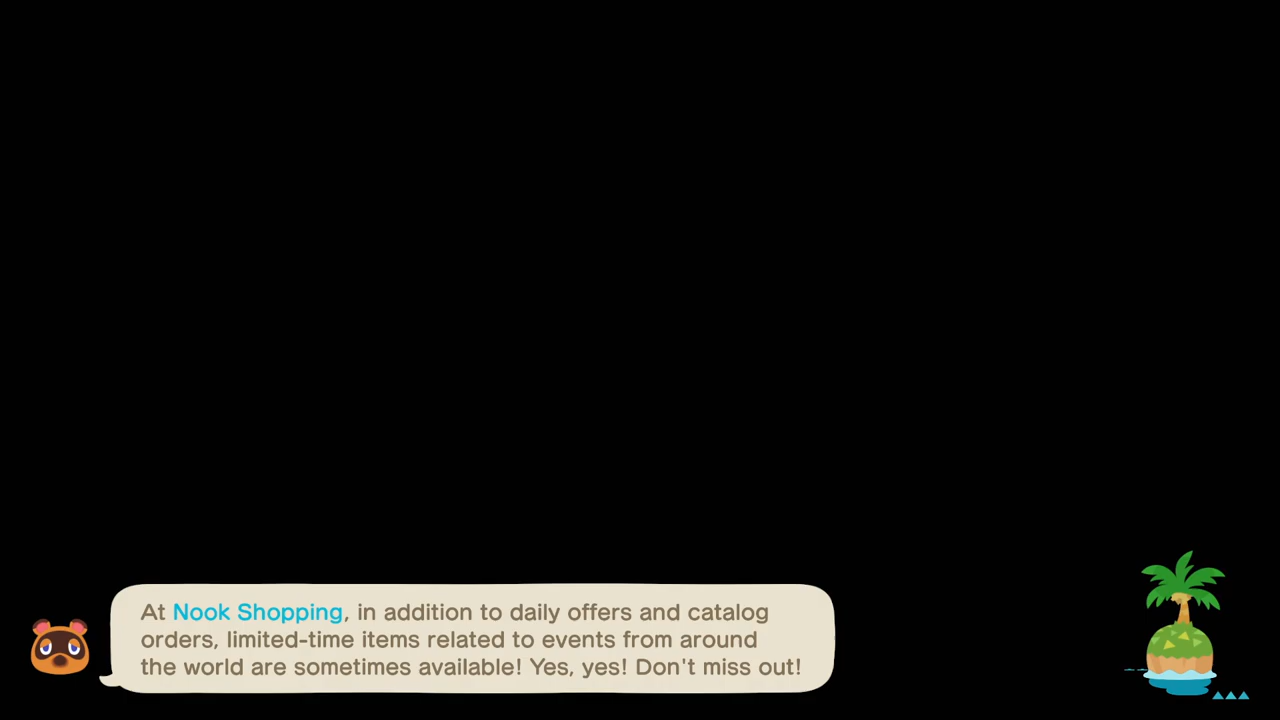 At Nook Shopping, in addition to daily offers and catalog
orders, limited-time items related to events from around
the world are sometimes available! Yes, yes! Don't miss out!